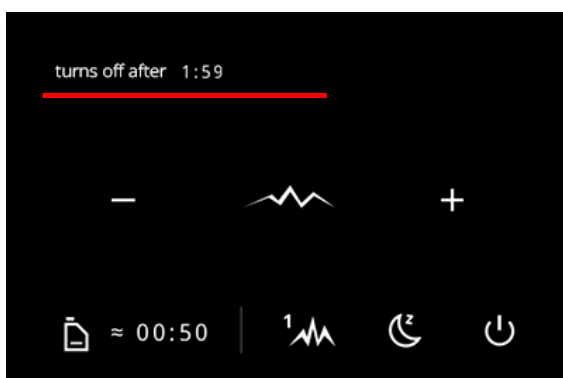 turns off after 1:59
− +
≈ 00:50 1 z